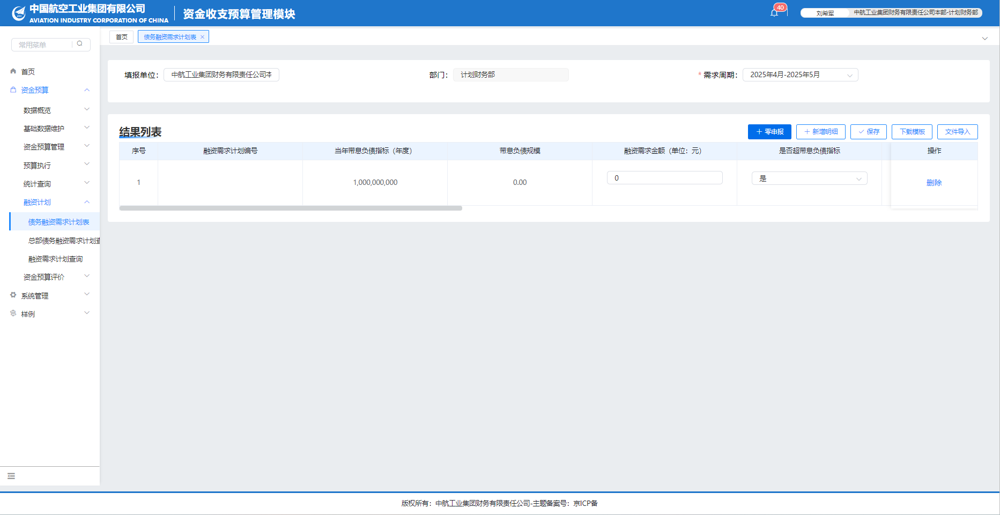 中国航空工业集团有限公司
AVIATION INDUSTRY CORPORATION OF CHINA
资金收支预算管理模块
40
刘希军
中航工业集团财务有限责任公司本部-计划财务部
常用菜单
首页
债务融资需求计划表
首页
资金预算
数据概览
基础数据维护
资金预算管理
预算执行
统计查询
融资计划
债务融资需求计划表
总部债务融资需求计划查
融资需求计划查询
资金预算评价
系统管理
样例
填报单位： 中航工业集团财务有限责任公司本
部门： 计划财务部
* 需求周期： 2025年4月-2025年5月
结果列表
零申报 新增明细 保存 下载模板 文件导入
序号 融资需求计划编号 当年带息负债指标（年度） 带息负债规模 融资需求金额（单位：元） 是否超带息负债指标 操作
1 1,000,000,000 0.00 0 是 删除
版权所有：中航工业集团财务有限责任公司-主题备案号：京ICP备